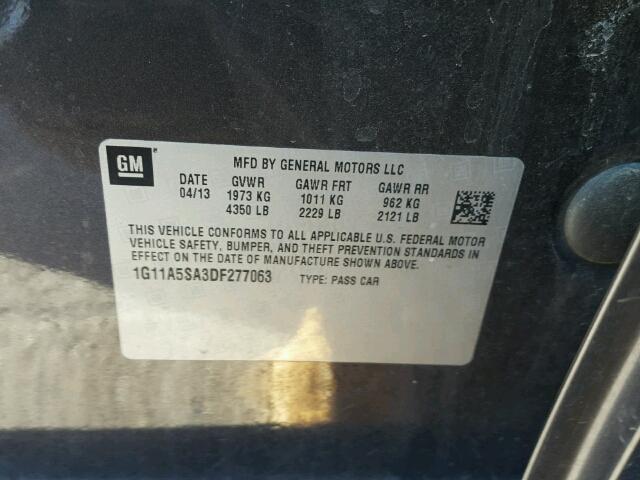 GM
MFD BY GENERAL MOTORS LLC
DATE GVWR GAWR FRT GAWR RR
04/13 1973 KG 1011 KG 962 KG
4350 LB 2229 LB 2121 LB
THIS VEHICLE CONFORMS TO ALL APPLICABLE U.S. FEDERAL MOTOR
VEHICLE SAFETY, BUMPER, AND THEFT PREVENTION STANDARDS IN
EFFECT ON THE DATE OF MANUFACTURE SHOWN ABOVE.
1G11A5SA3DF277063 TYPE: PASS CAR